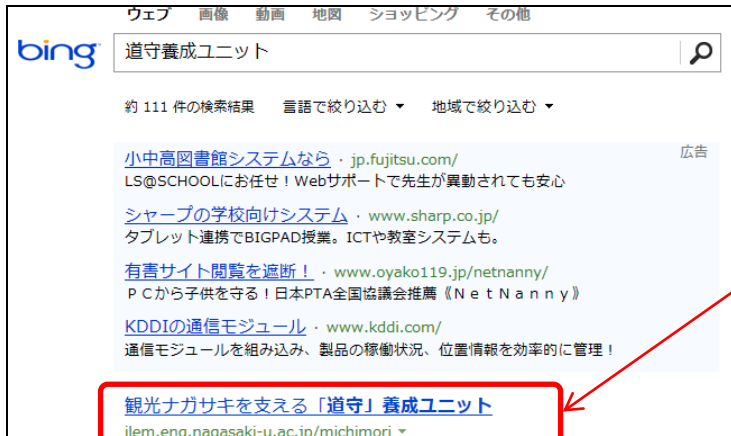 ウェブ 画像 動画 地図 ショッピング その他
bing 道守養成ユニット
約 111 件の検索結果 言語で絞り込む ▼ 地域で絞り込む ▼
小中高図書館システムなら · jp.fujitsu.com/ 広告
LS@SCHOOLにお任せ！Webサポートで先生が異動されても安心
シャープの学校向けシステム · www.sharp.co.jp/
タブレット連携でBIGPAD授業。ICTや教室システムも。
有害サイト閲覧を遮断！ · www.oyako119.jp/netnanny/
ＰＣから子供を守る！日本PTA全国協議会推薦《ＮｅｔＮａｎｎｙ》
KDDIの通信モジュール · www.kddi.com/
通信モジュールを組み込み、製品の稼働状況、位置情報を効率的に管理！
観光ナガサキを支える「道守」養成ユニット
ilem.eng.nagasaki-u.ac.jp/michimori ▼